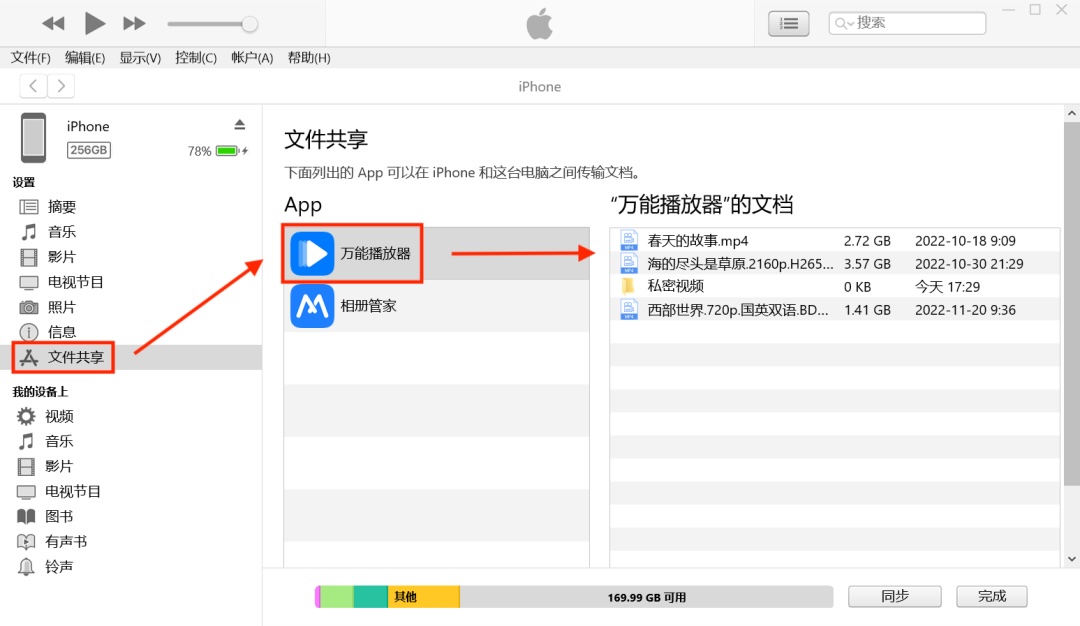 搜索
文件(F) 编辑(E) 显示(V) 控制(C) 帐户(A) 帮助(H)
iPhone
iPhone
256GB
78%
设置
摘要
音乐
影片
电视节目
照片
信息
文件共享
我的设备上
视频
音乐
影片
电视节目
图书
有声书
铃声
文件共享
下面列出的 App 可以在 iPhone 和这台电脑之间传输文档。
App
万能播放器
相册管家
“万能播放器”的文档
春天的故事.mp4 2.72 GB 2022-10-18 9:09
海的尽头是草原.2160p.H265... 3.57 GB 2022-10-30 21:29
私密视频 0 KB 今天 17:29
西部世界.720p.国英双语.BD... 1.41 GB 2022-11-20 9:36
其他
169.99 GB 可用
同步
完成